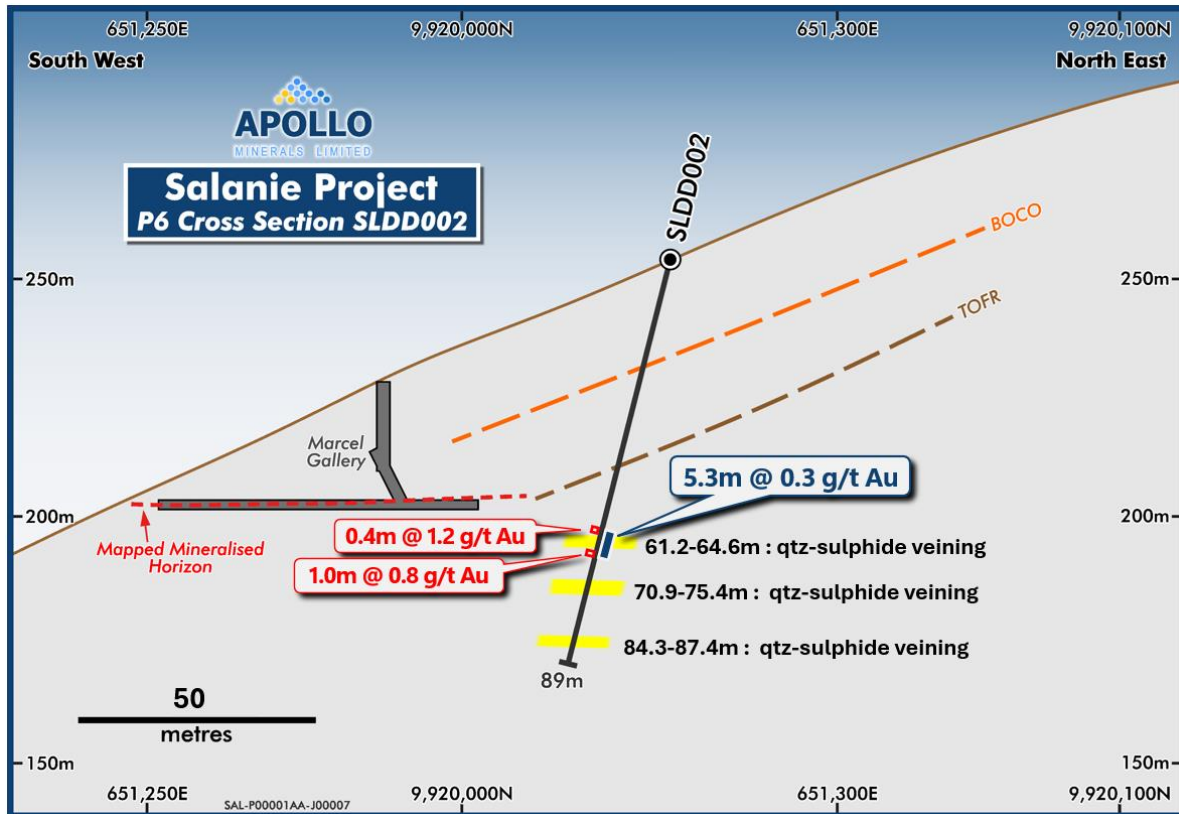 651,250E
9,920,000N
651,300E
9,920,100N
South West
North East
APOLLO
MINERALS LIMITED
Salanie Project
P6 Cross Section SLDD002
SLDD002
BOCO
TOFR
250m
250m
Marcel
Gallery
5.3m @ 0.3 g/t Au
200m
200m
0.4m @ 1.2 g/t Au
Mapped Mineralised
Horizon
61.2-64.6m : qtz-sulphide veining
1.0m @ 0.8 g/t Au
70.9-75.4m : qtz-sulphide veining
84.3-87.4m : qtz-sulphide veining
89m
50
metres
150m
150m
651,250E
SAL-P00001AA-J00007
9,920,000N
651,300E
9,920,100N